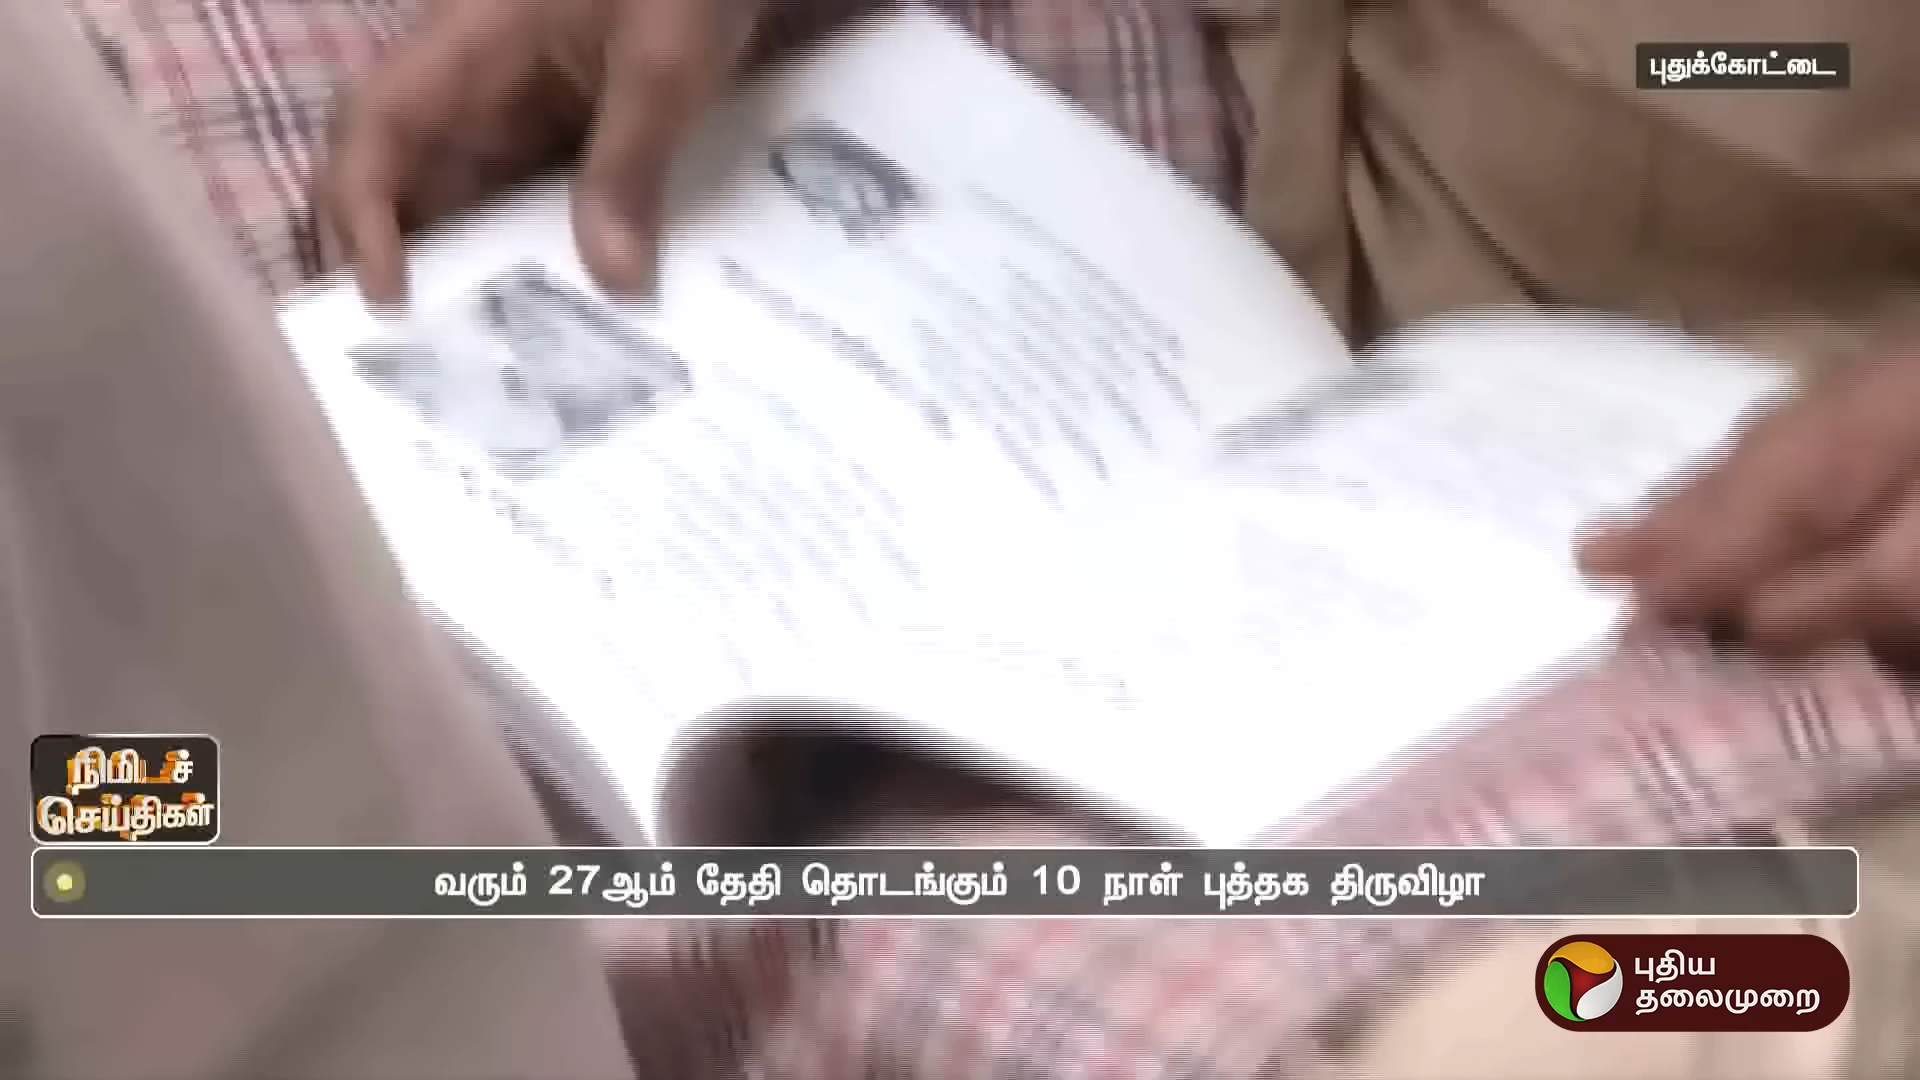 புதுக்கோட்டை
நிமிடச்
செய்திகள்
வரும் 27ஆம் தேதி தொடங்கும் 10 நாள் புத்தக திருவிழா
புதிய
தலைமுறை